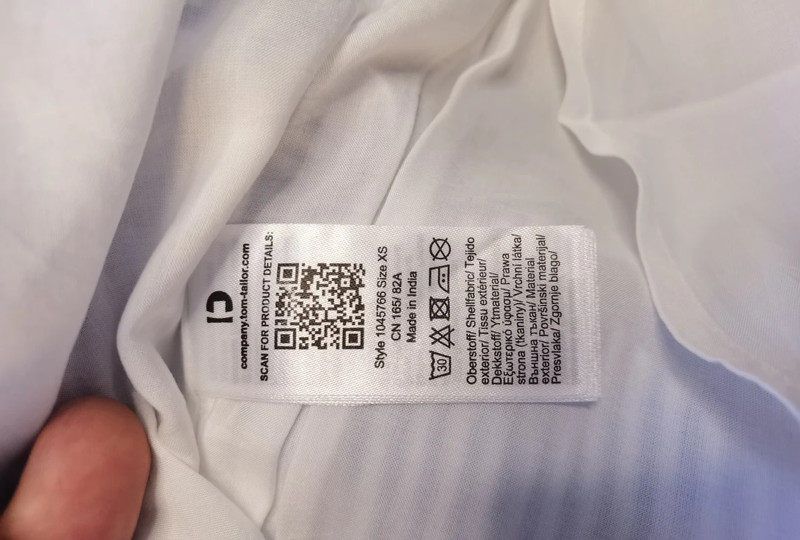 company.tom-tailor.com
SCAN FOR PRODUCT DETAILS:
Style 1045766 Size XS
CN 165/ 82A
Made in India
30
Oberstoff/ Shellfabric/ Tejido
exterior/ Tissu extérieur/
Dekkstoff/ Ytmaterial/
Εξωτερικό ύφασμ/ Prawa
strona (tkaniny)/ Vrchní látka/
Външна тъкан/ Material
exterior/ Površinski materijal/
Presvlaka/ Zgornje blago/